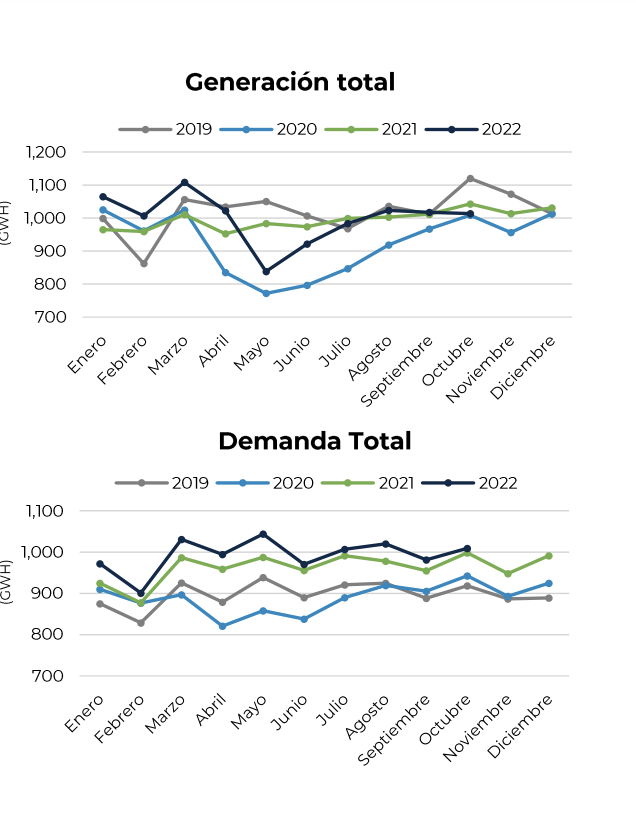 Generación total
2019 2020 2021 2022
(GWH)
1,200
1,100
1,000
900
800
700
Enero Febrero Marzo Abril Mayo Junio Julio Agosto Septiembre Octubre Noviembre Diciembre
Demanda Total
2019 2020 2021 2022
(GWH)
1,100
1,000
900
800
700
Enero Febrero Marzo Abril Mayo Junio Julio Agosto Septiembre Octubre Noviembre Diciembre